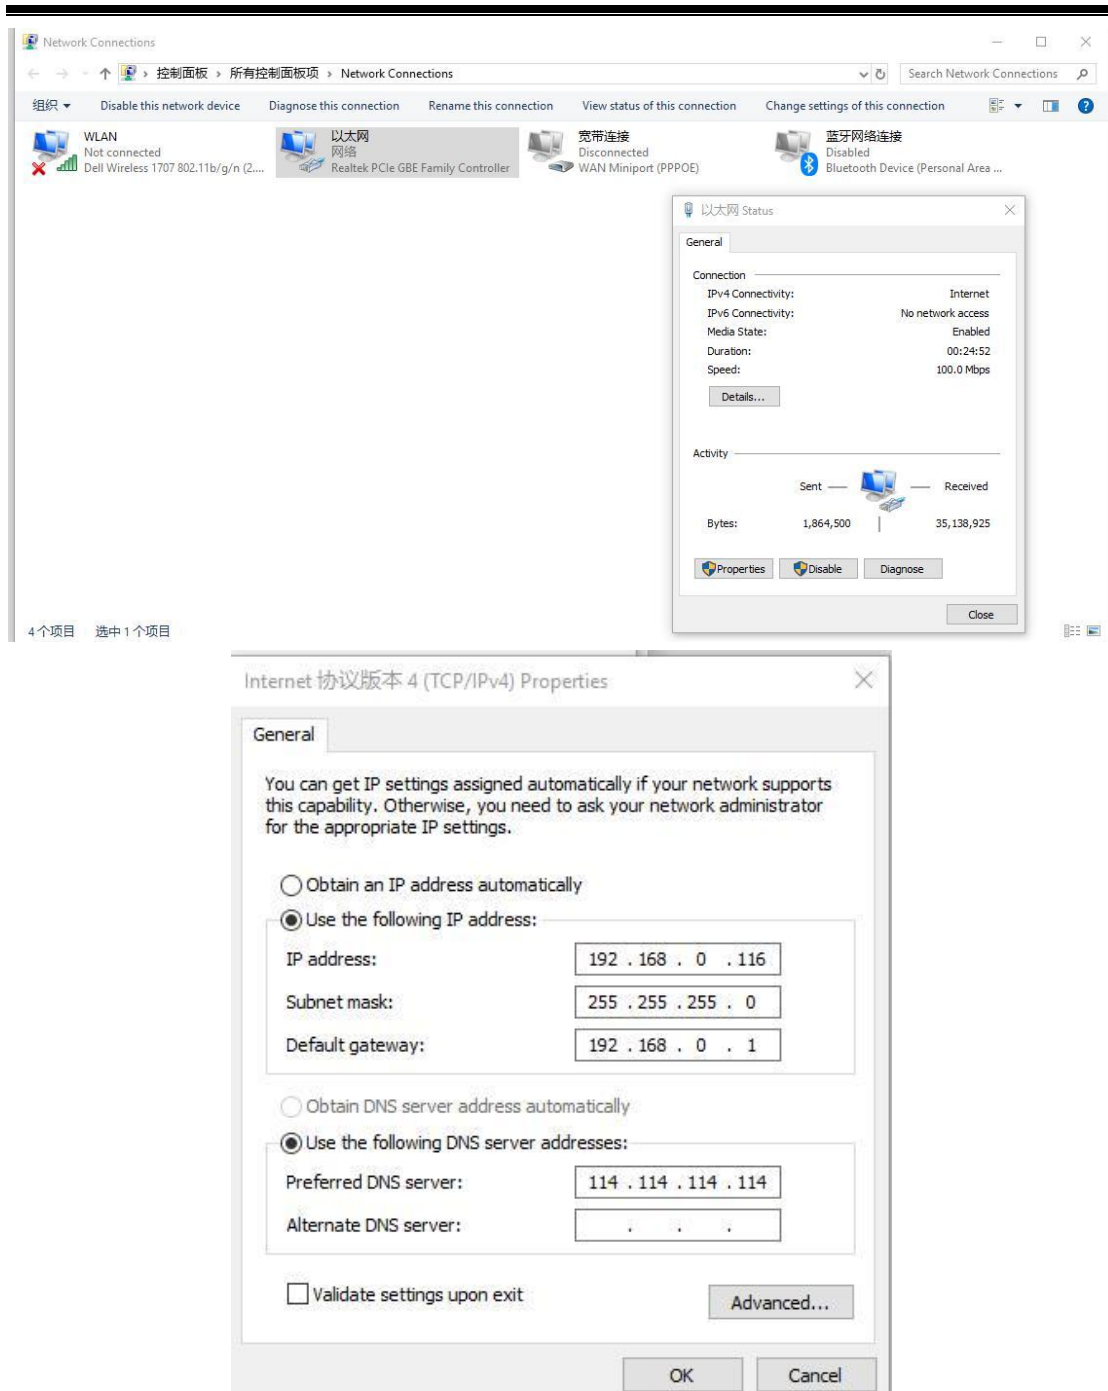 Network Connections
控制面板 › 所有控制面板项 › Network Connections
Search Network Connections
组织 Disable this network device Diagnose this connection Rename this connection View status of this connection Change settings of this connection
WLAN
Not connected
Dell Wireless 1707 802.11b/g/n (2....
以太网
网络
Realtek PCIe GBE Family Controller
宽带连接
Disconnected
WAN Miniport (PPPOE)
蓝牙网络连接
Disabled
Bluetooth Device (Personal Area ...
以太网 Status
General
Connection
IPv4 Connectivity: Internet
IPv6 Connectivity: No network access
Media State: Enabled
Duration: 00:24:52
Speed: 100.0 Mbps
Details...
Activity
Sent Received
Bytes: 1,864,500 35,138,925
Properties Disable Diagnose
Close
4 个项目 选中 1 个项目
Internet 协议版本 4 (TCP/IPv4) Properties
General
You can get IP settings assigned automatically if your network supports
this capability. Otherwise, you need to ask your network administrator
for the appropriate IP settings.
Obtain an IP address automatically
Use the following IP address:
IP address: 192 . 168 . 0 . 116
Subnet mask: 255 . 255 . 255 . 0
Default gateway: 192 . 168 . 0 . 1
Obtain DNS server address automatically
Use the following DNS server addresses:
Preferred DNS server: 114 . 114 . 114 . 114
Alternate DNS server: . . .
Validate settings upon exit
Advanced...
OK Cancel